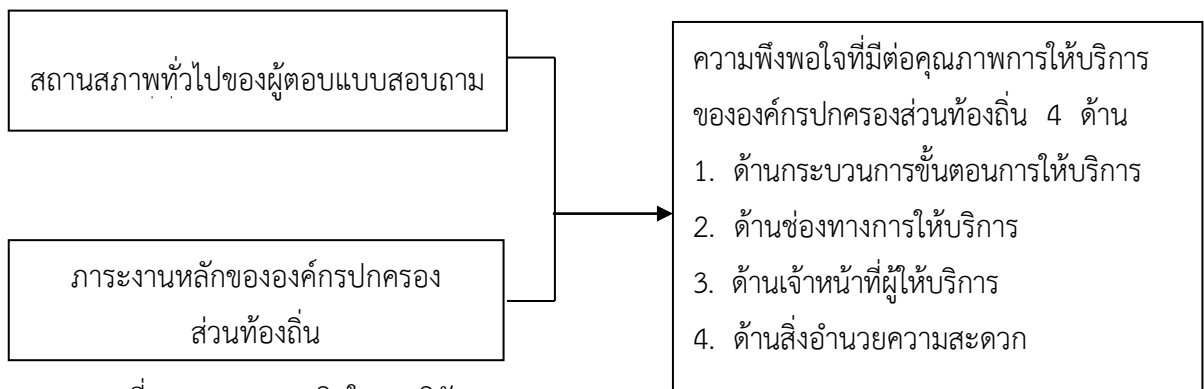 สถานสภาพทั่วไปของผู้ตอบแบบสอบถาม
ภาระงานหลักขององค์กรปกครอง
ส่วนท้องถิ่น
ความพึงพอใจที่มีต่อคุณภาพการให้บริการ
ขององค์กรปกครองส่วนท้องถิ่น 4 ด้าน
1. ด้านกระบวนการขั้นตอนการให้บริการ
2. ด้านช่องทางการให้บริการ
3. ด้านเจ้าหน้าที่ผู้ให้บริการ
4. ด้านสิ่งอำนวยความสะดวก